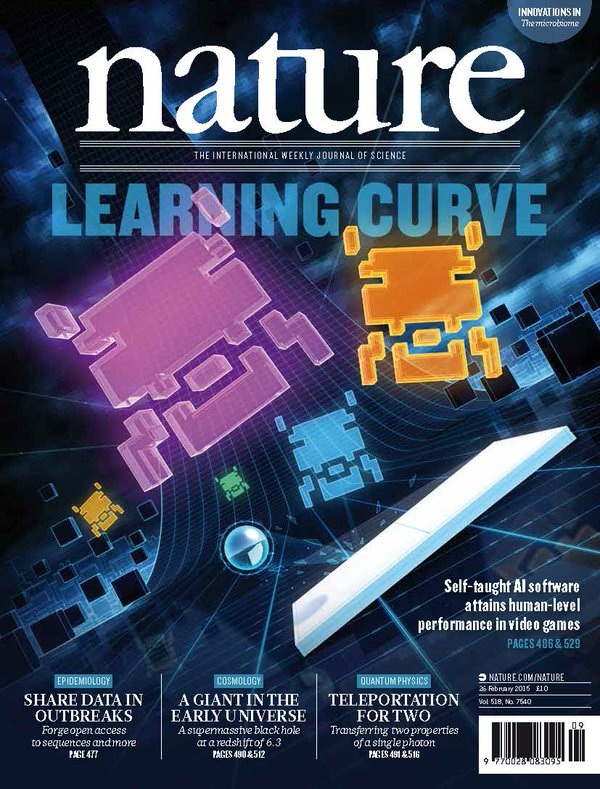 INNOVATIONS IN
The microbiome
nature
THE INTERNATIONAL WEEKLY JOURNAL OF SCIENCE
LEARNING CURVE
Self-taught AI software
attains human-level
performance in video games
PAGES 486 & 529
EPIDEMIOLOGY
SHARE DATA IN
OUTBREAKS
Forge open access
to sequences and more
PAGE 477
COSMOLOGY
A GIANT IN THE
EARLY UNIVERSE
A supermassive black hole
at a redshift of 6.3
PAGES 490 & 512
QUANTUM PHYSICS
TELEPORTATION
FOR TWO
Transferring two properties
of a single photon
PAGES 491 & 516
NATURE.COM/NATURE
26 February 2015 £10
Vol. 518, No. 7540
09
9 770028 083095